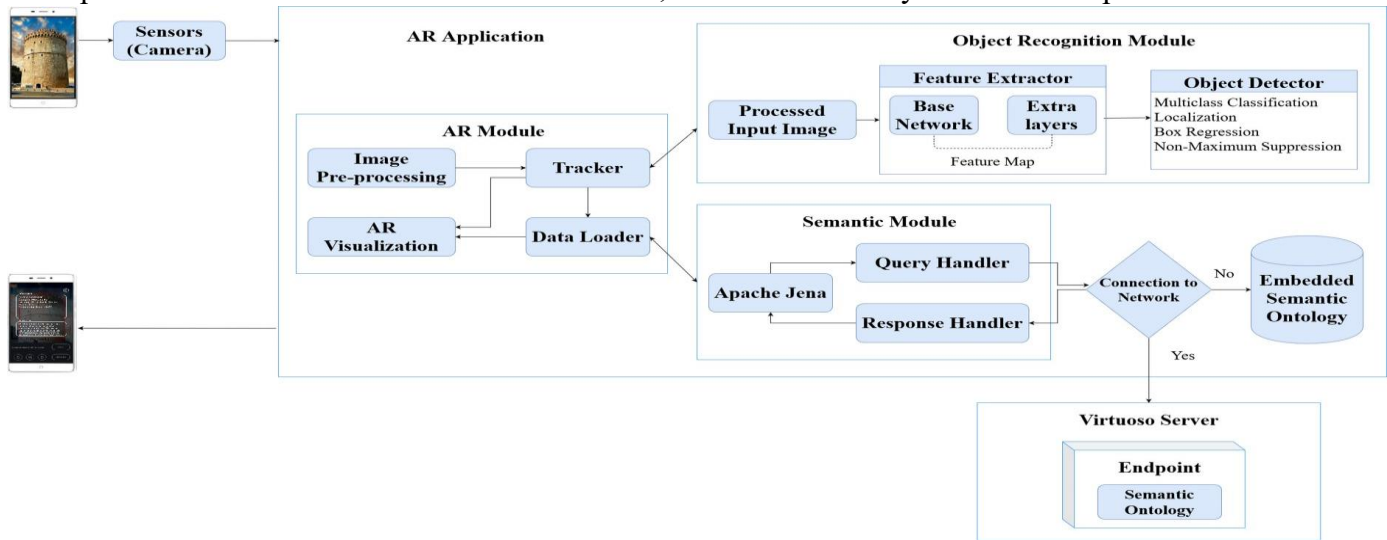 Sensors
(Camera)
AR Application
Object Recognition Module
Feature Extractor
Object Detector
Base
Network
Extra
layers
Feature Map
Multiclass Classification
Localization
Box Regression
Non-Maximum Suppression
Processed
Input Image
AR Module
Image
Pre-processing
Tracker
AR
Visualization
Data Loader
Semantic Module
Query Handler
Apache Jena
Response Handler
Connection to
Network
No
Embedded
Semantic
Ontology
Yes
Virtuoso Server
Endpoint
Semantic
Ontology